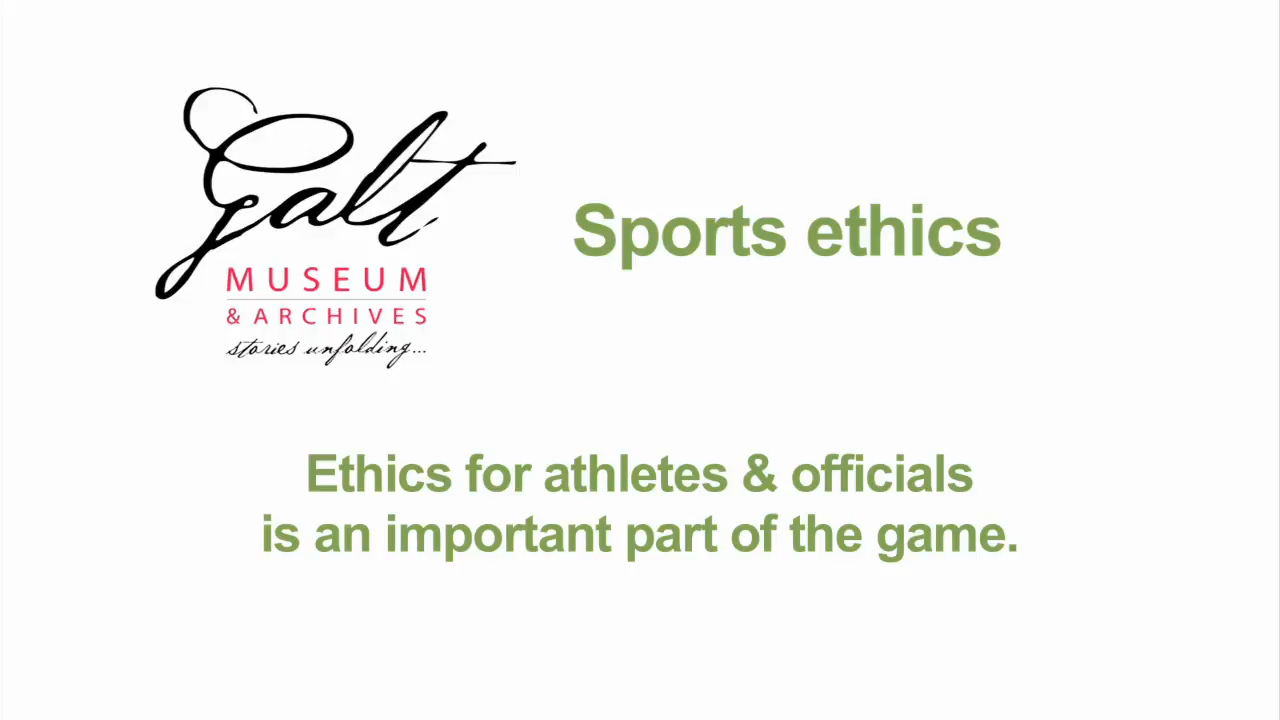 Galt
MUSEUM
& ARCHIVES
stories unfolding...
Sports ethics
Ethics for athletes & officials
is an important part of the game.